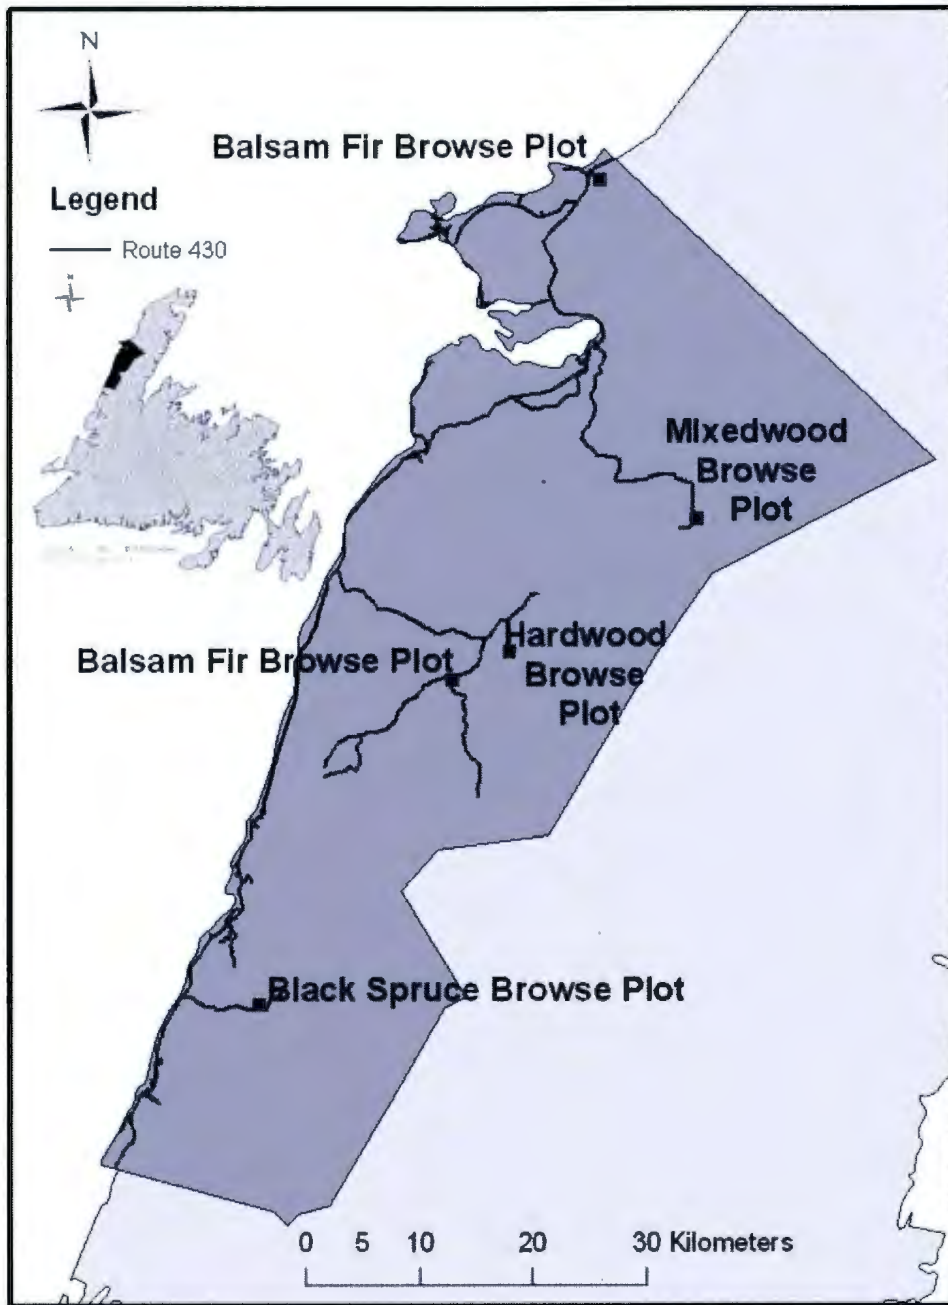 N
Balsam Fir Browse Plot
Legend
Route 430
Mixedwood
Browse
Plot
Hardwood
Browse
Plot
Balsam Fir Browse Plot
Black Spruce Browse Plot
0 5 10 20 30 Kilometers